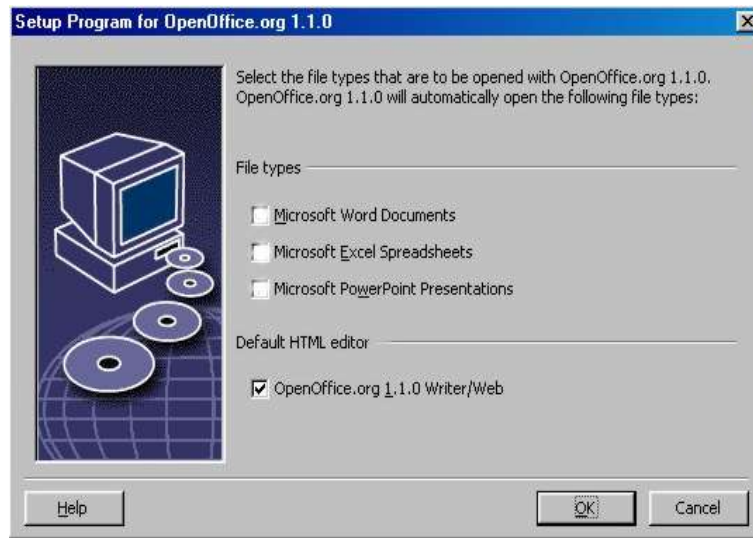 Setup Program for OpenOffice.org 1.1.0
Select the file types that are to be opened with OpenOffice.org 1.1.0.
OpenOffice.org 1.1.0 will automatically open the following file types:
File types
Microsoft Word Documents
Microsoft Excel Spreadsheets
Microsoft PowerPoint Presentations
Default HTML editor
OpenOffice.org 1.1.0 Writer/Web
Help
OK
Cancel